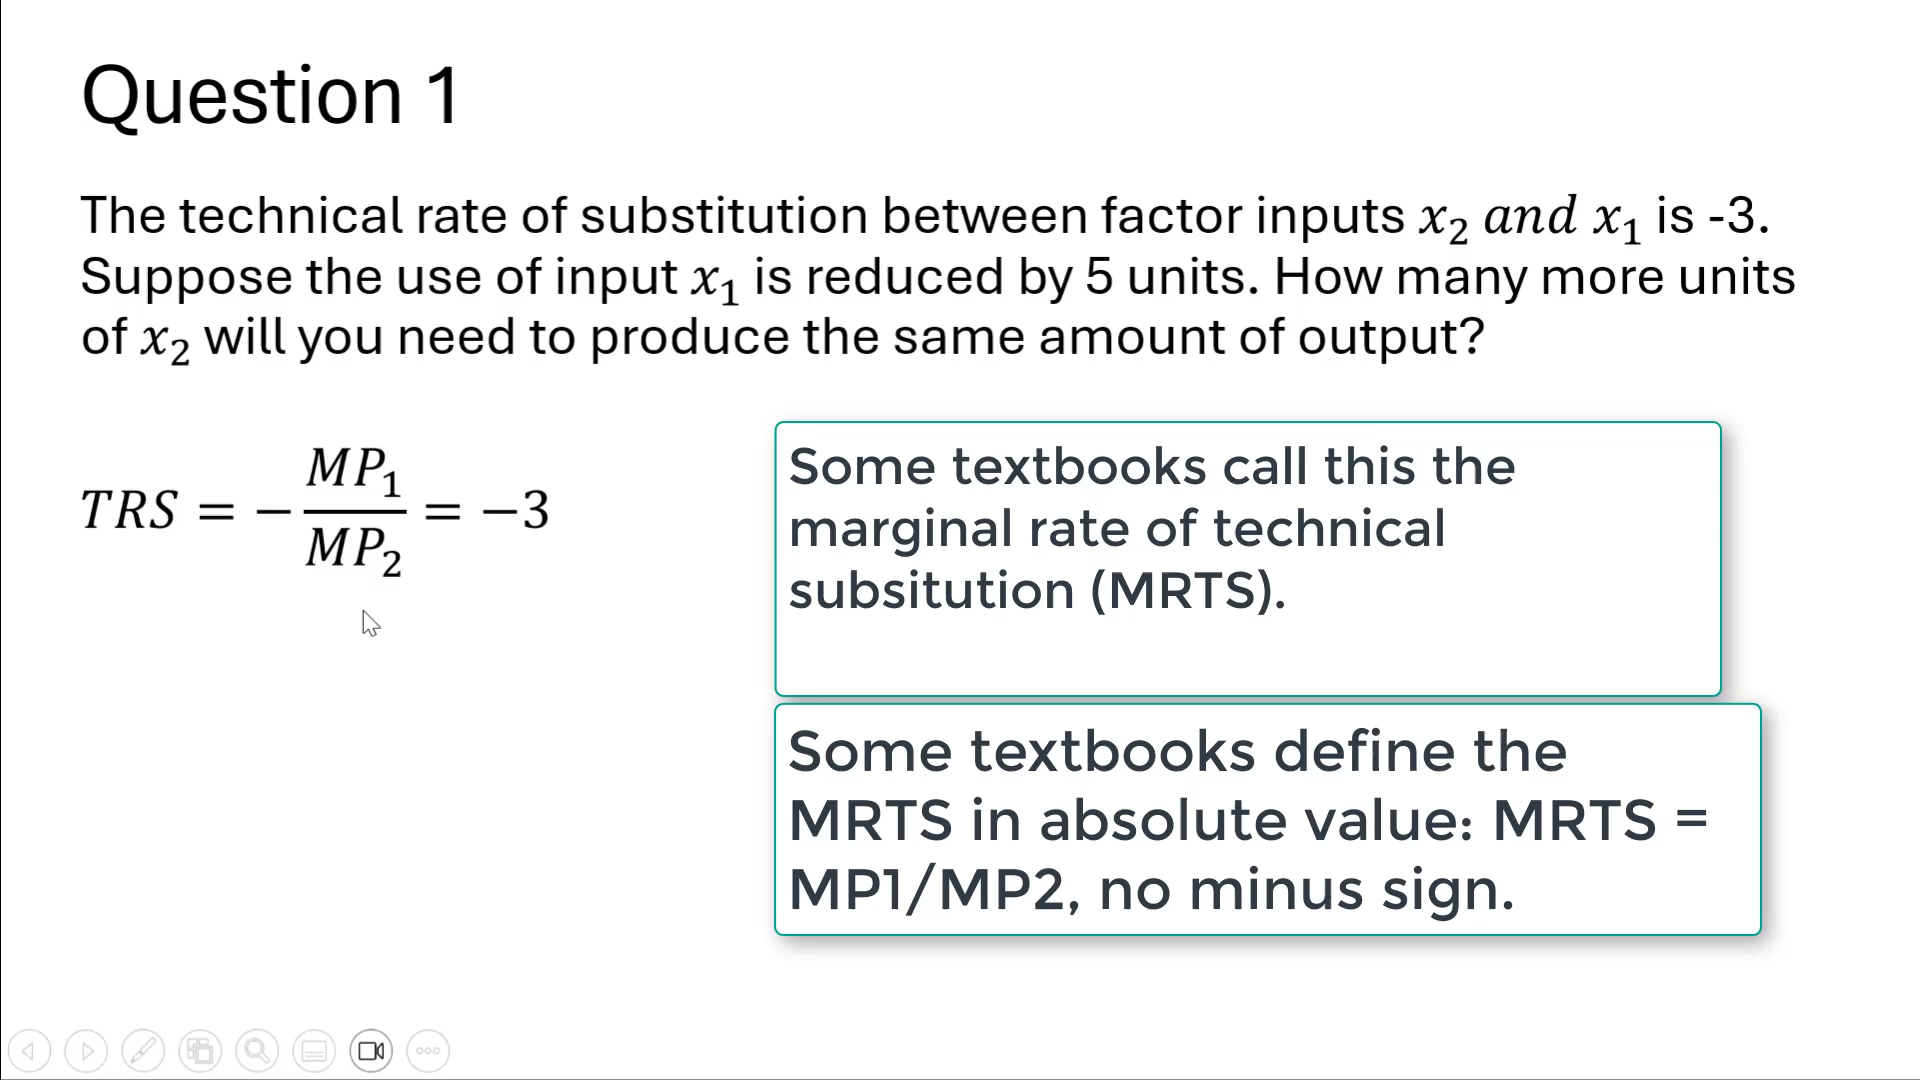 Question 1
The technical rate of substitution between factor inputs x₂ and x₁ is -3.
Suppose the use of input x₁ is reduced by 5 units. How many more units
of x₂ will you need to produce the same amount of output?
TRS = −MP₁/MP₂ = −3
Some textbooks call this the
marginal rate of technical
subsitution (MRTS).
Some textbooks define the
MRTS in absolute value: MRTS =
MP1/MP2, no minus sign.